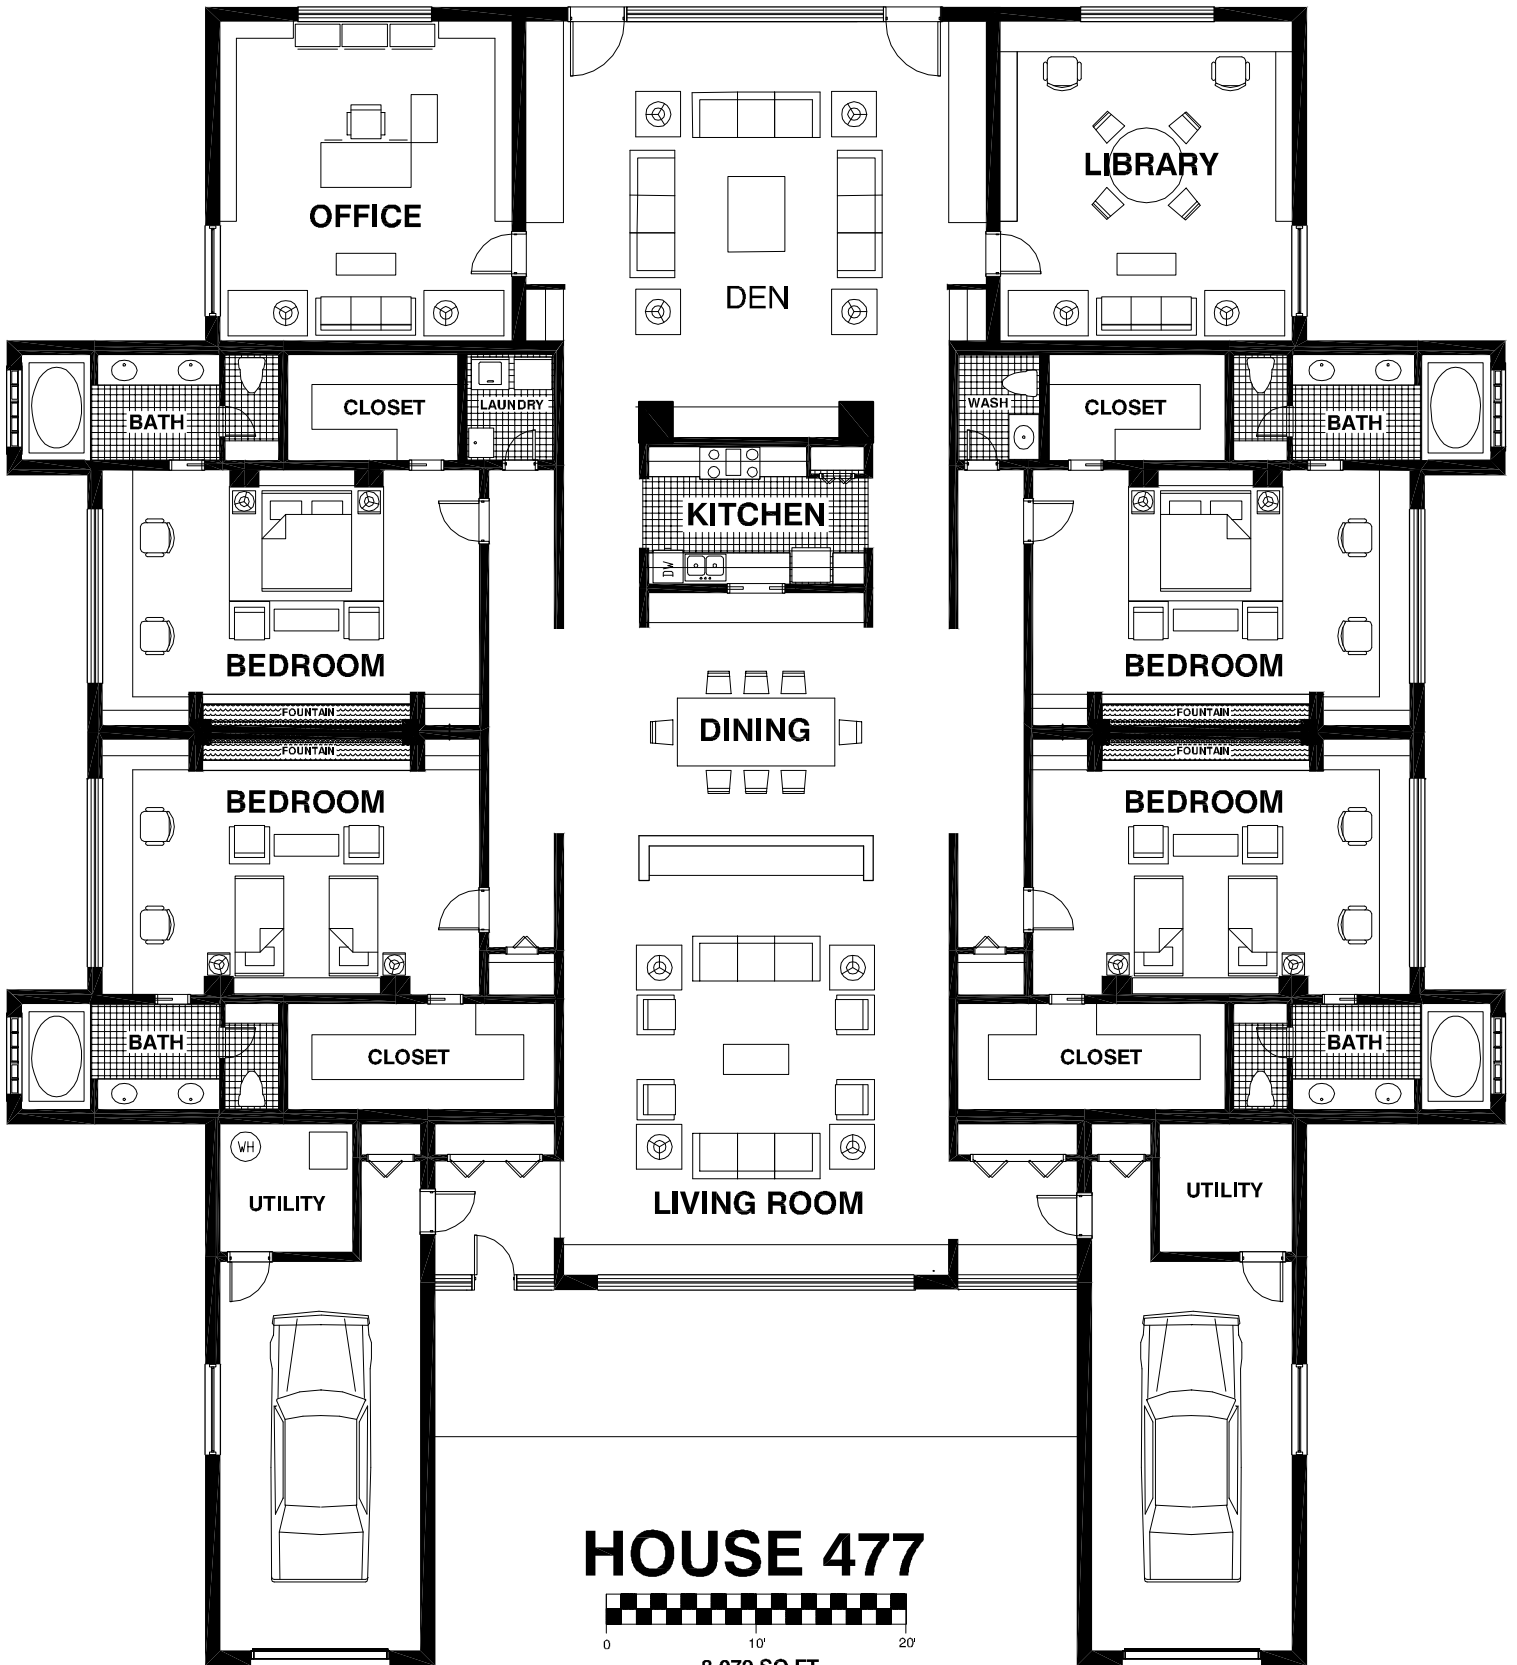 LIBRARY
OFFICE
DEN
BATH
CLOSET
LAUNDRY
WASH
CLOSET
BATH
KITCHEN
DW
BEDROOM
BEDROOM
FOUNTAIN
FOUNTAIN
DINING
FOUNTAIN
FOUNTAIN
BEDROOM
BEDROOM
BATH
CLOSET
CLOSET
BATH
WH
UTILITY
LIVING ROOM
UTILITY
HOUSE 477
0 10' 20'